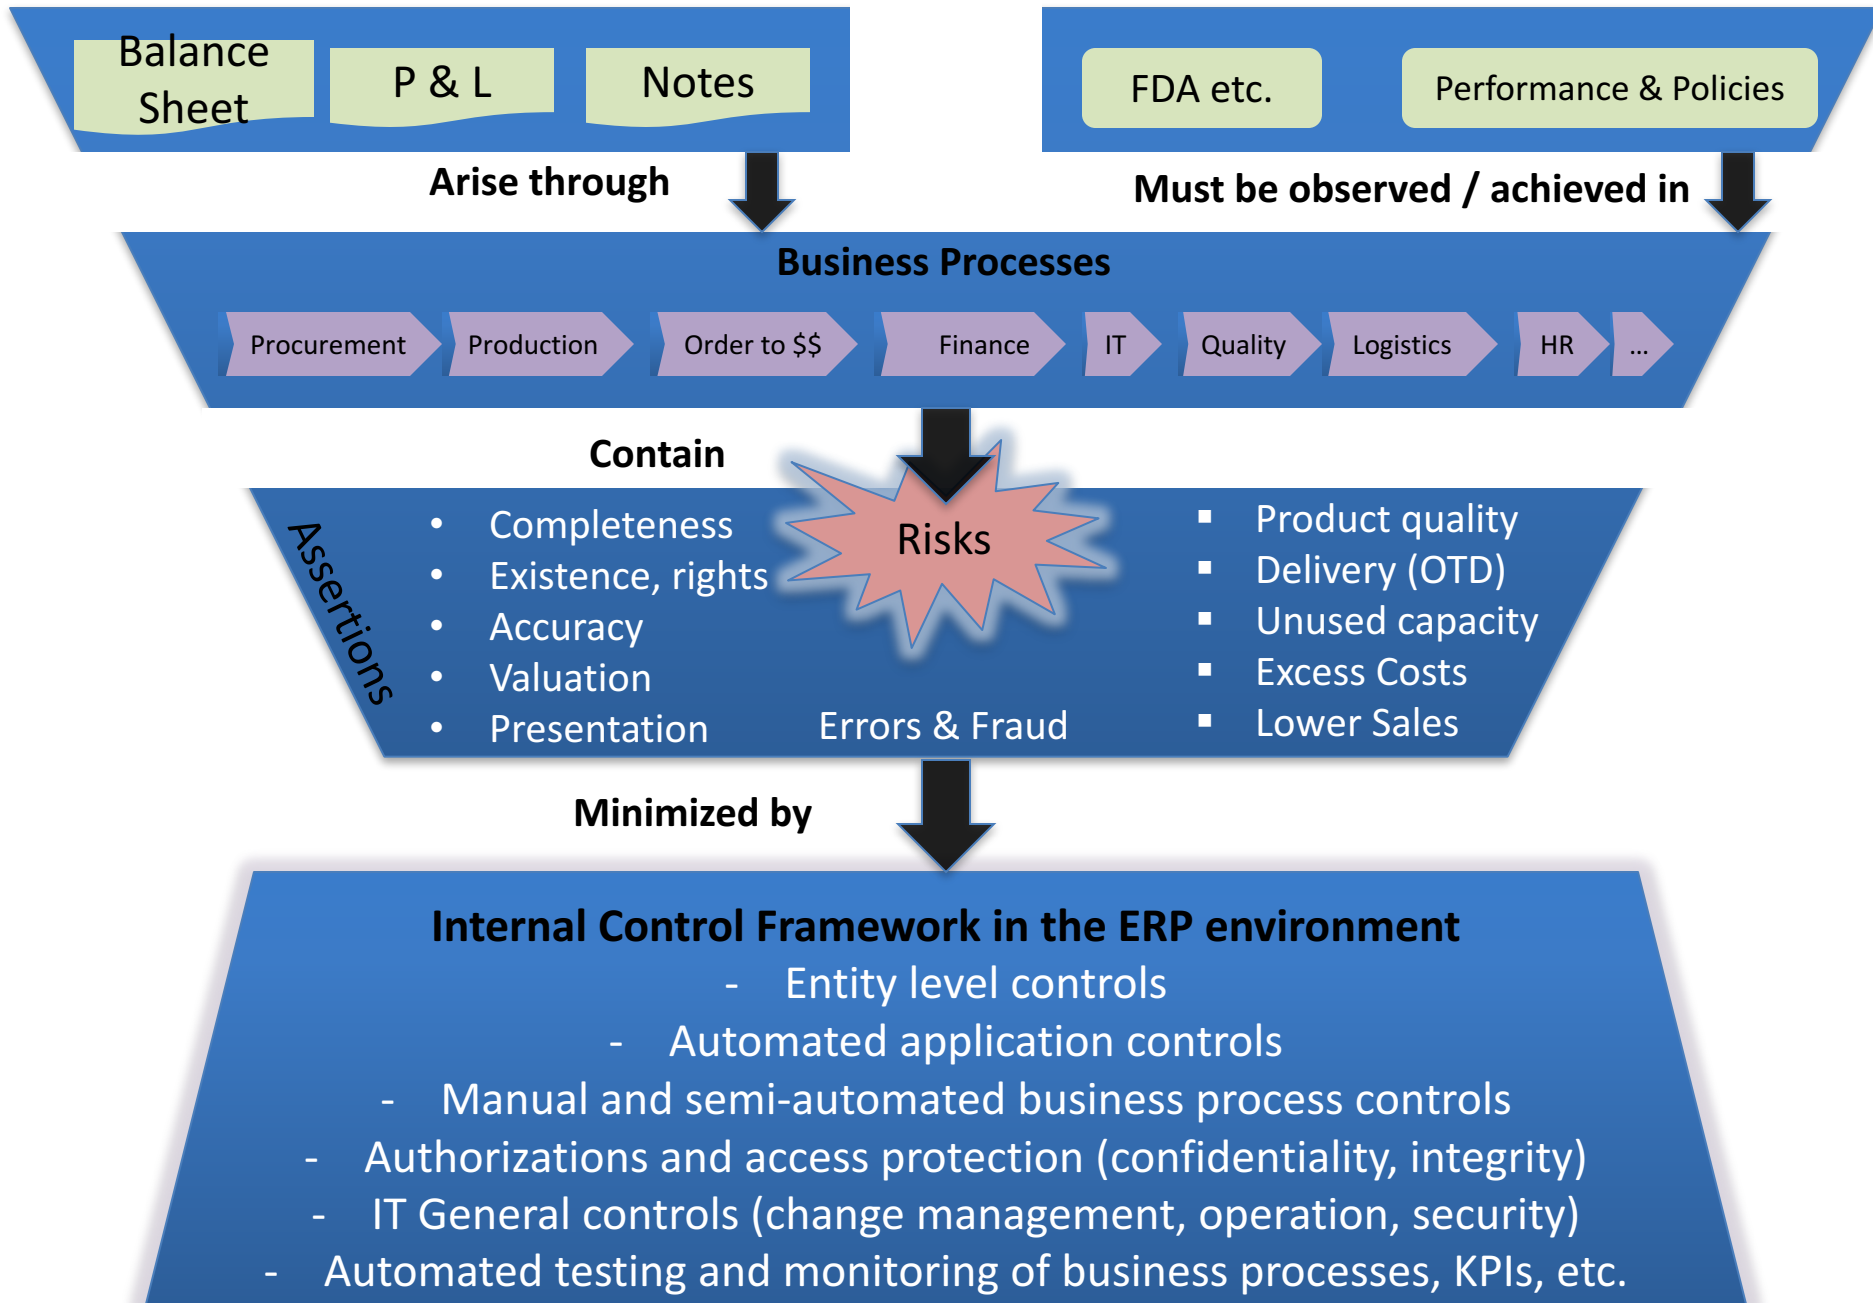 Balance
Sheet
P & L
Notes
FDA etc.
Performance & Policies
Arise through
Must be observed / achieved in
Business Processes
Procurement
Production
Order to $$
Finance
IT
Quality
Logistics
HR
...
Contain
Risks
Assertions
• Completeness
• Existence, rights
• Accuracy
• Valuation
• Presentation
Errors & Fraud
▪ Product quality
▪ Delivery (OTD)
▪ Unused capacity
▪ Excess Costs
▪ Lower Sales
Minimized by
Internal Control Framework in the ERP environment
- Entity level controls
- Automated application controls
- Manual and semi-automated business process controls
- Authorizations and access protection (confidentiality, integrity)
- IT General controls (change management, operation, security)
- Automated testing and monitoring of business processes, KPIs, etc.